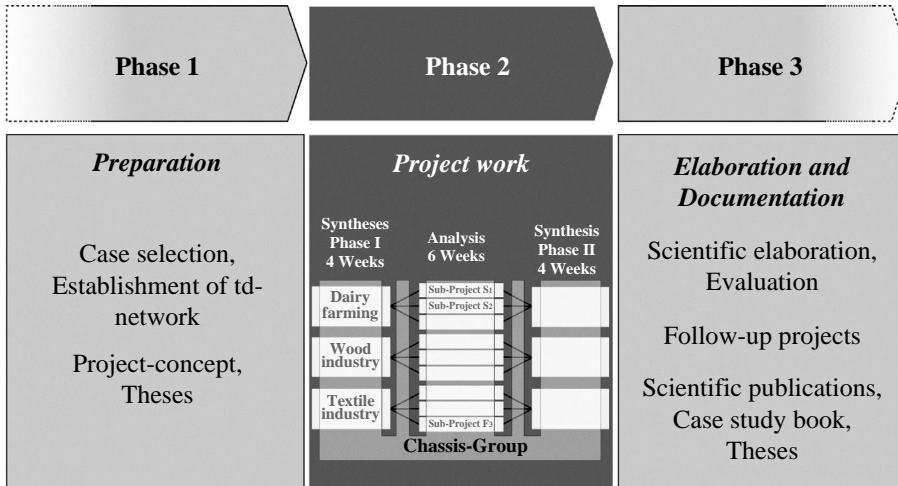 Phase 1
Phase 2
Phase 3
Preparation
Case selection,
Establishment of td-
network
Project-concept,
Theses
Project work
Syntheses
Phase I
4 Weeks
Analysis
6 Weeks
Synthesis
Phase II
4 Weeks
Dairy
farming
Wood
industry
Textile
industry
Sub-Project S1
Sub-Project S2
Sub-Project F3
Chassis-Group
Elaboration and
Documentation
Scientific elaboration,
Evaluation
Follow-up projects
Scientific publications,
Case study book,
Theses